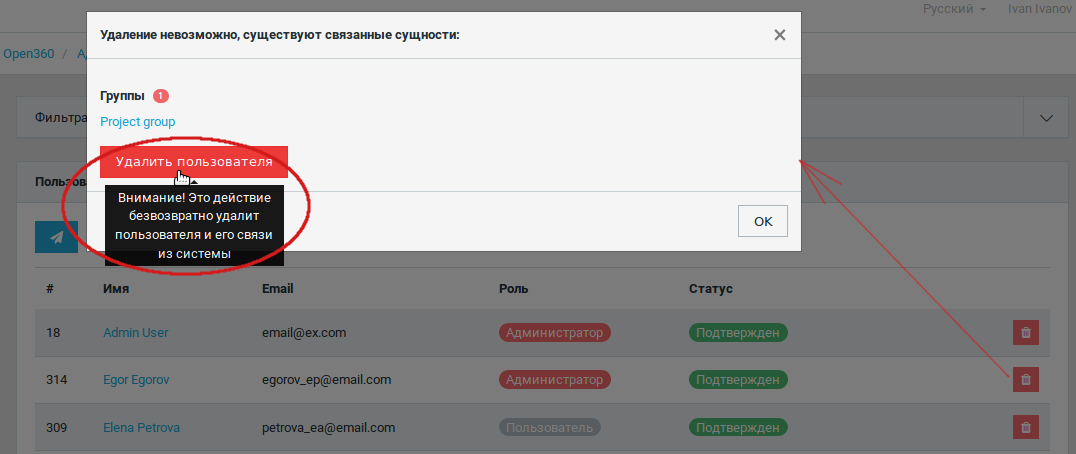 Русский Ivan Ivanov
Удаление невозможно, существуют связанные сущности: ×
Open360 /
Группы 1
Project group
Фильтра
Удалить пользователя
Внимание! Это действие
безвозвратно удалит
пользователя и его связи
из системы
Пользова
OK
# Имя Email Роль Статус
18 Admin User email@ex.com Администратор Подтвержден
314 Egor Egorov egorov_ep@email.com Администратор Подтвержден
309 Elena Petrova petrova_ea@email.com Пользователь Подтвержден